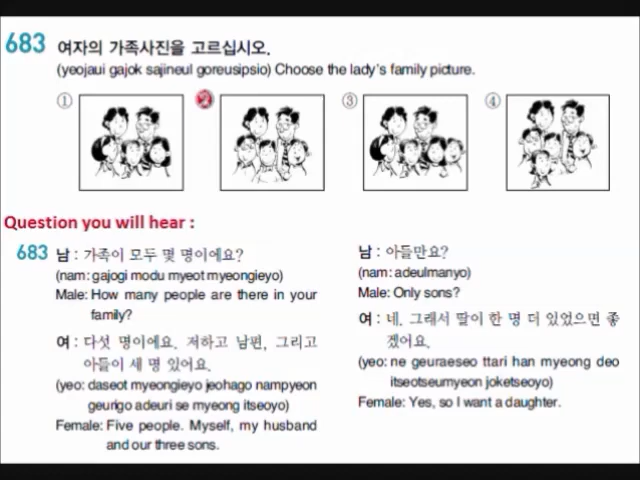 683 여자의 가족사진을 고르십시오.
(yeojaui gajok sajineul goreusipsio) Choose the lady's family picture.
① ② ③ ④
Question you will hear :
683 남 : 가족이 모두 몇 명이에요?
(nam: gajogi modu myeot myeongieyo)
Male: How many people are there in your
family?
여 : 다섯 명이에요. 저하고 남편, 그리고
아들이 세 명 있어요.
(yeo: daseot myeongieyo jeohago nampyeon
geurigo adeuri se myeong itseoyo)
Female: Five people. Myself, my husband
and our three sons.
남 : 아들만요?
(nam: adeulmanyo)
Male: Only sons?
여 : 네. 그래서 딸이 한 명 더 있었으면 좋
겠어요.
(yeo: ne geuraeseo ttari han myeong deo
itseotseumyeon joketseoyo)
Female: Yes, so I want a daughter.